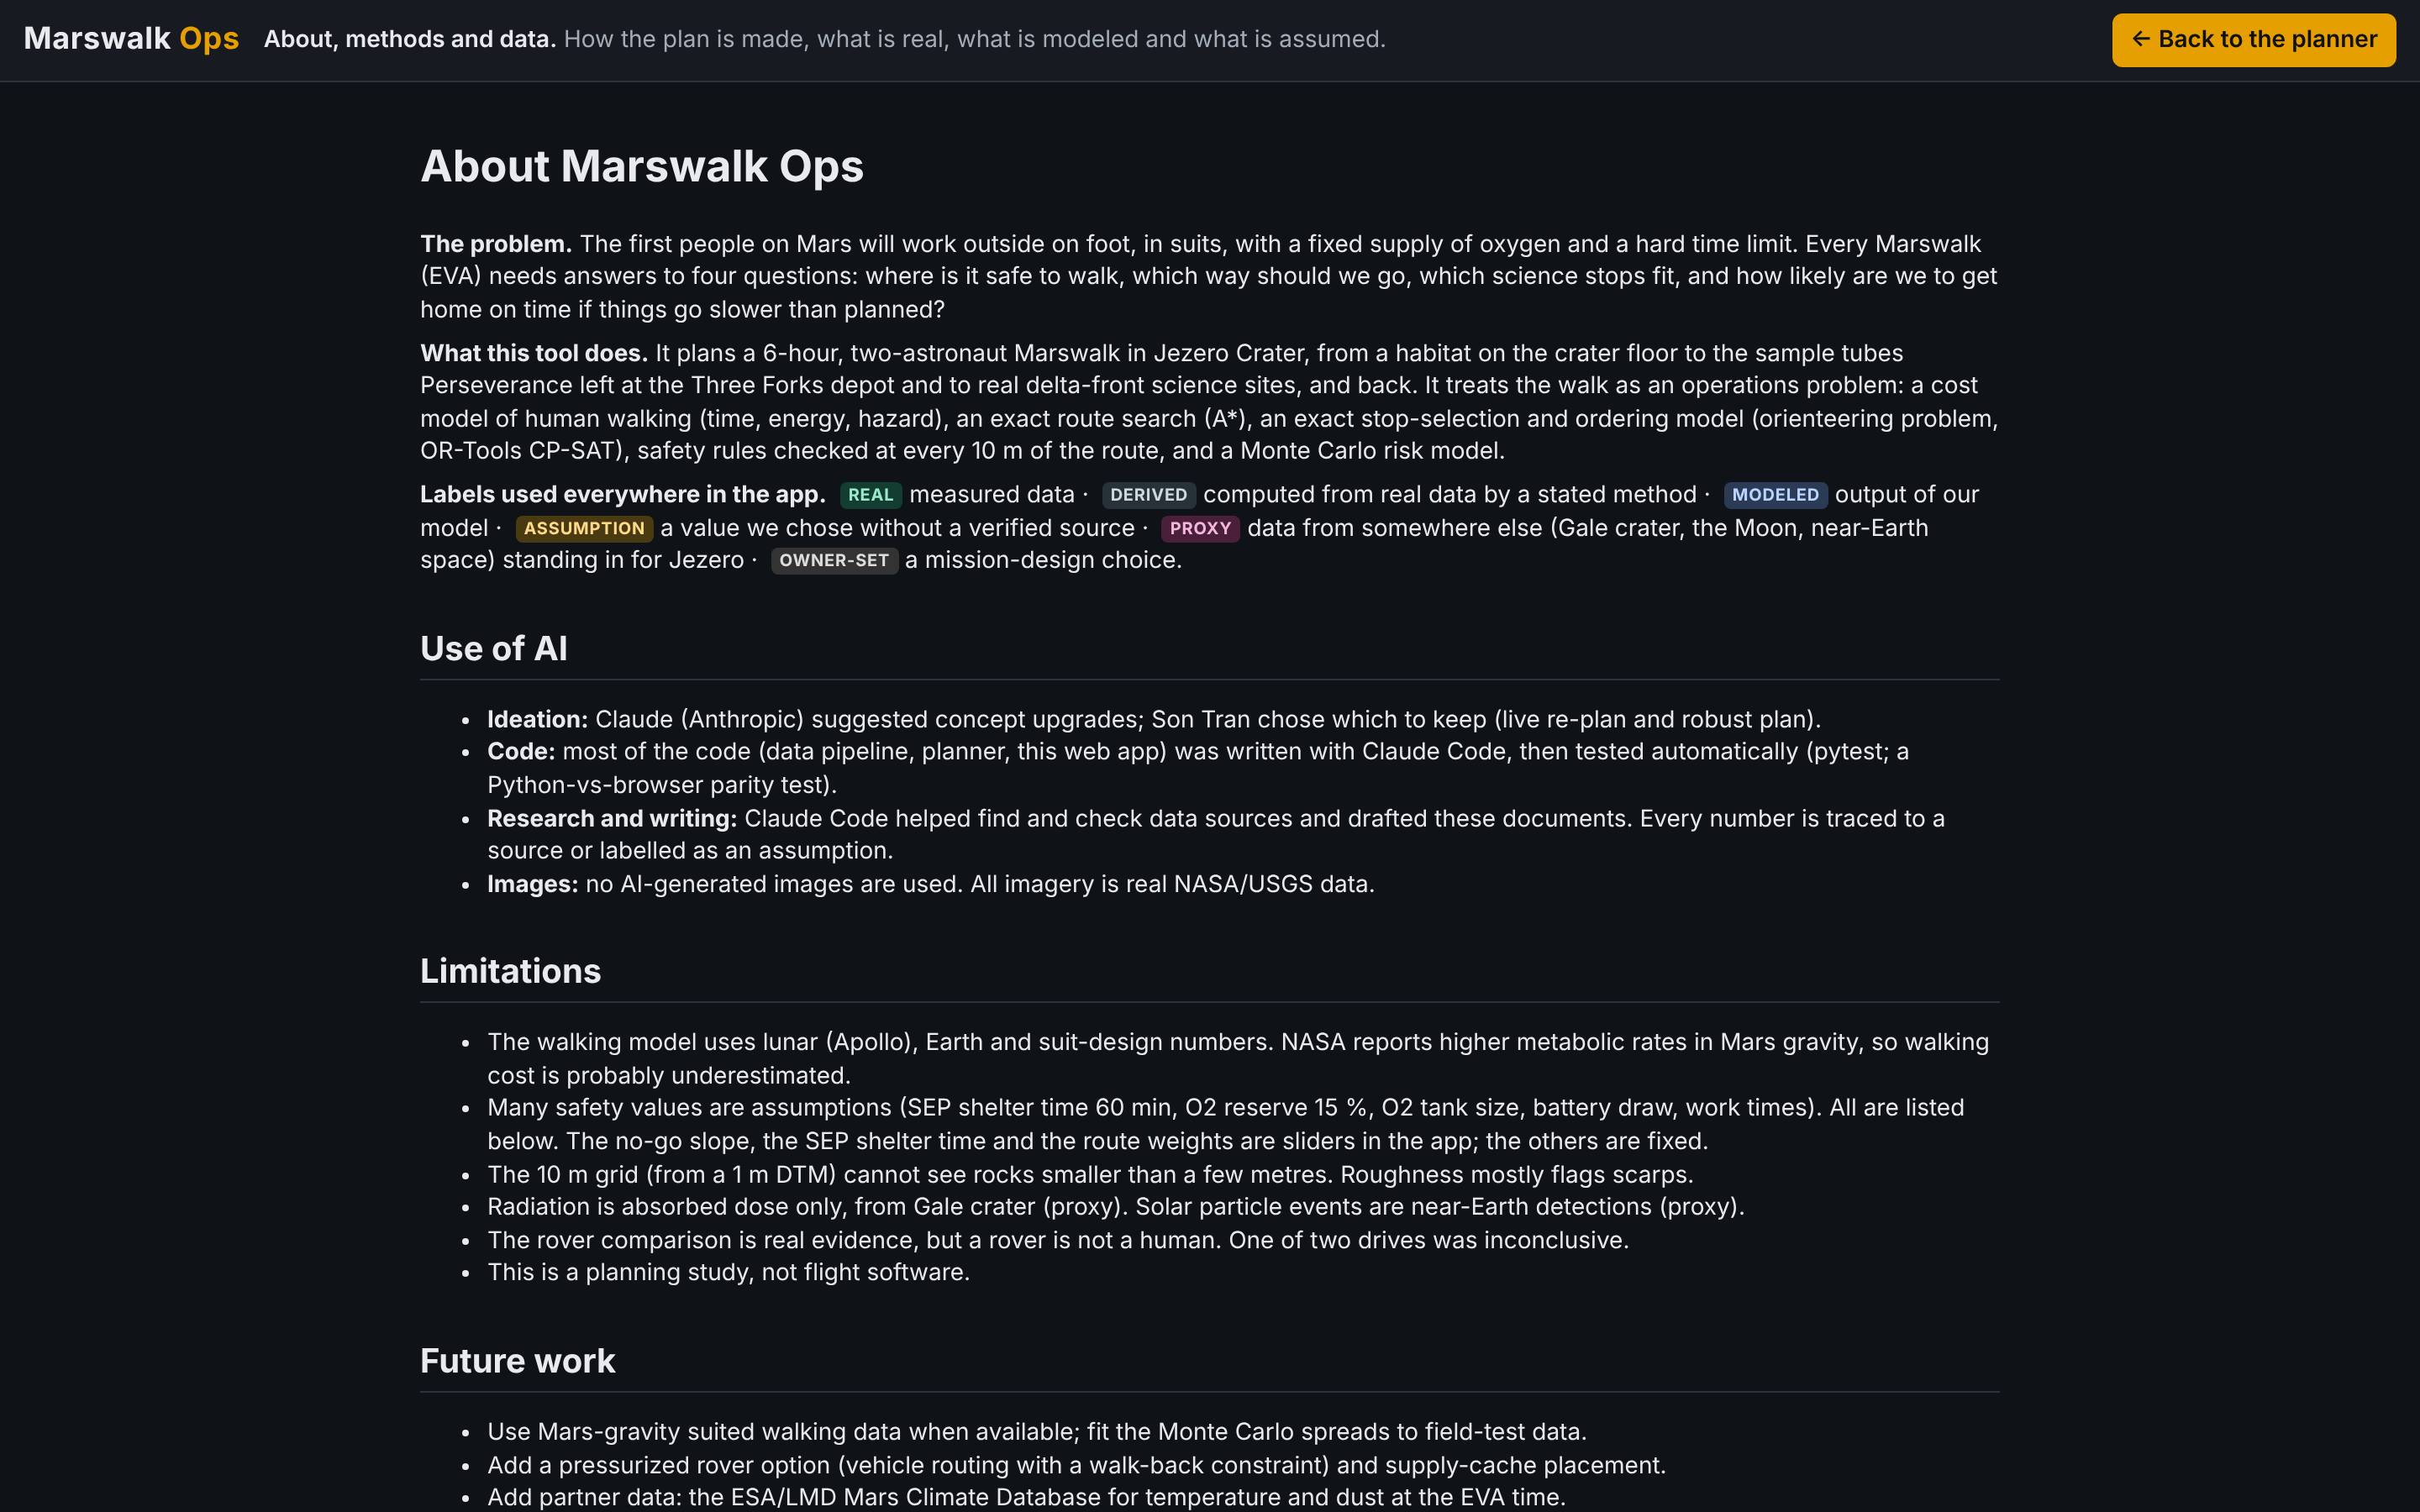 Marswalk Ops About, methods and data. How the plan is made, what is real, what is modeled and what is assumed. ← Back to the planner
About Marswalk Ops
The problem. The first people on Mars will work outside on foot, in suits, with a fixed supply of oxygen and a hard time limit. Every Marswalk
(EVA) needs answers to four questions: where is it safe to walk, which way should we go, which science stops fit, and how likely are we to get
home on time if things go slower than planned?
What this tool does. It plans a 6-hour, two-astronaut Marswalk in Jezero Crater, from a habitat on the crater floor to the sample tubes
Perseverance left at the Three Forks depot and to real delta-front science sites, and back. It treats the walk as an operations problem: a cost
model of human walking (time, energy, hazard), an exact route search (A*), an exact stop-selection and ordering model (orienteering problem,
OR-Tools CP-SAT), safety rules checked at every 10 m of the route, and a Monte Carlo risk model.
Labels used everywhere in the app. REAL measured data · DERIVED computed from real data by a stated method · MODELED output of our
model · ASSUMPTION a value we chose without a verified source · PROXY data from somewhere else (Gale crater, the Moon, near-Earth
space) standing in for Jezero · OWNER-SET a mission-design choice.
Use of AI
• Ideation: Claude (Anthropic) suggested concept upgrades; Son Tran chose which to keep (live re-plan and robust plan).
• Code: most of the code (data pipeline, planner, this web app) was written with Claude Code, then tested automatically (pytest; a
Python-vs-browser parity test).
• Research and writing: Claude Code helped find and check data sources and drafted these documents. Every number is traced to a
source or labelled as an assumption.
• Images: no AI-generated images are used. All imagery is real NASA/USGS data.
Limitations
• The walking model uses lunar (Apollo), Earth and suit-design numbers. NASA reports higher metabolic rates in Mars gravity, so walking
cost is probably underestimated.
• Many safety values are assumptions (SEP shelter time 60 min, O2 reserve 15 %, O2 tank size, battery draw, work times). All are listed
below. The no-go slope, the SEP shelter time and the route weights are sliders in the app; the others are fixed.
• The 10 m grid (from a 1 m DTM) cannot see rocks smaller than a few metres. Roughness mostly flags scarps.
• Radiation is absorbed dose only, from Gale crater (proxy). Solar particle events are near-Earth detections (proxy).
• The rover comparison is real evidence, but a rover is not a human. One of two drives was inconclusive.
• This is a planning study, not flight software.
Future work
• Use Mars-gravity suited walking data when available; fit the Monte Carlo spreads to field-test data.
• Add a pressurized rover option (vehicle routing with a walk-back constraint) and supply-cache placement.
• Add partner data: the ESA/LMD Mars Climate Database for temperature and dust at the EVA time.